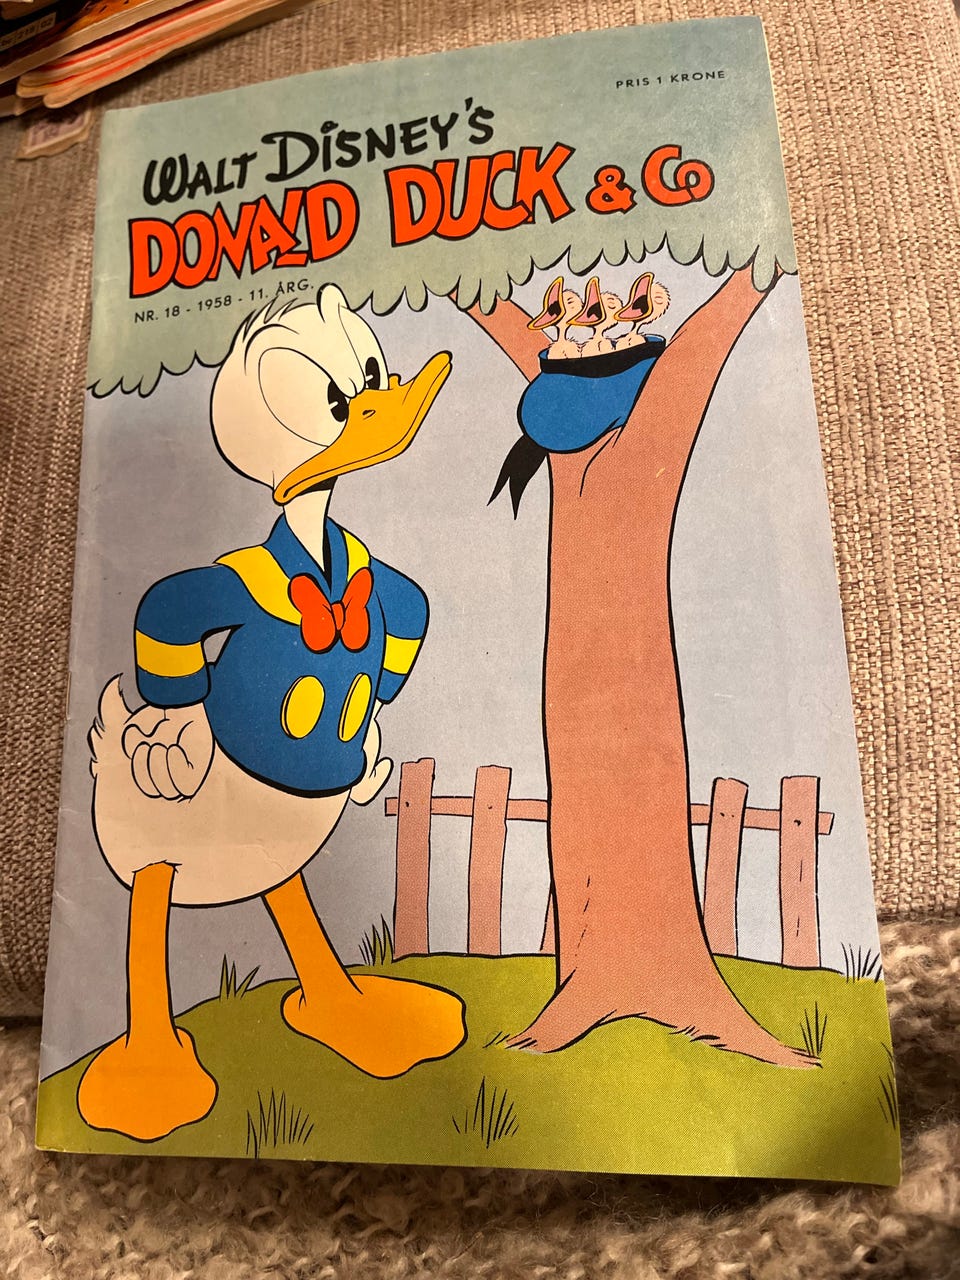 PRIS 1 KRONE
WALT DISNEY'S
DONALD DUCK & Co
NR. 18 - 1958 - 11. ÅRG.